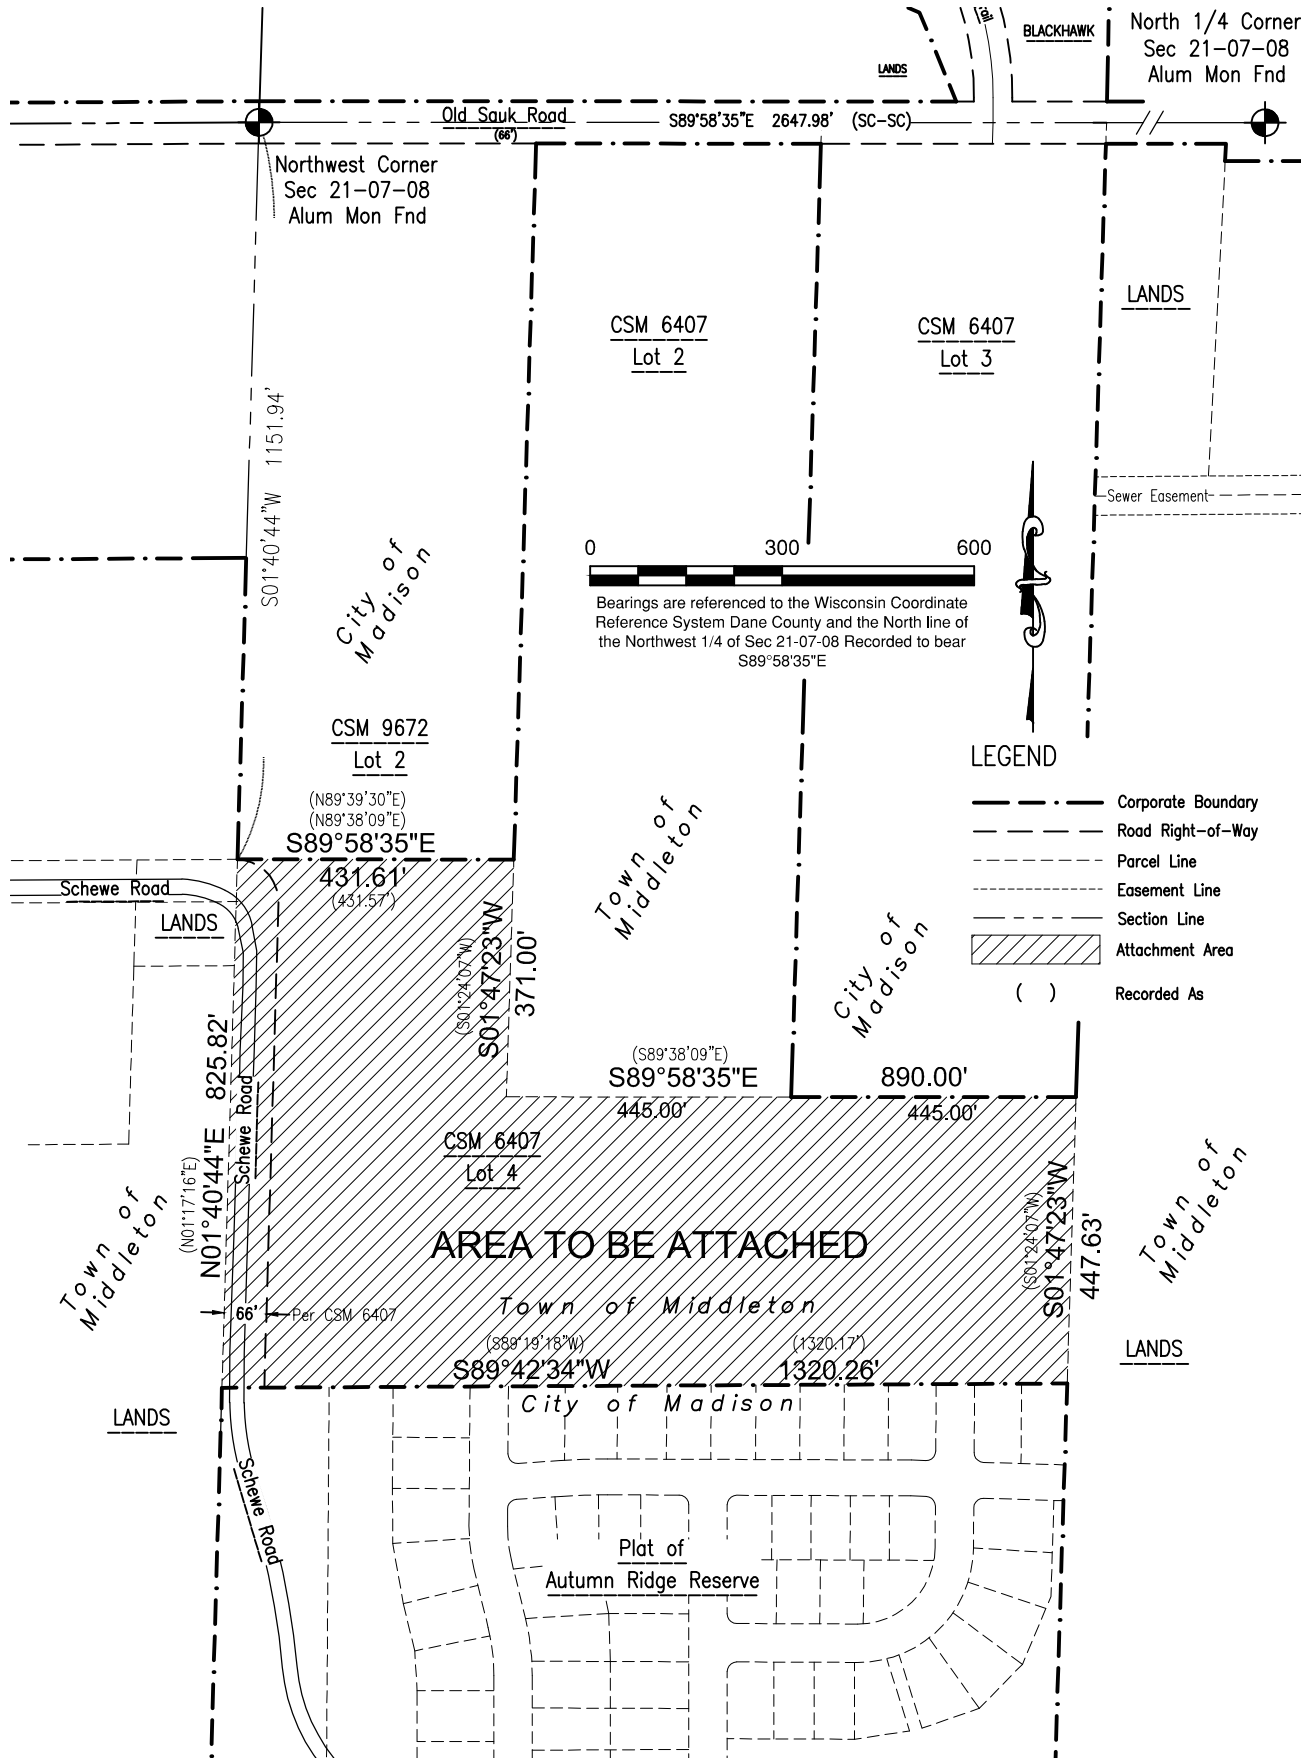 North 1/4 Corner
Sec 21-07-08
Alum Mon Fnd
BLACKHAWK
LANDS
Old Sauk Road
(66')
S89°58'35"E 2647.98' (SC-SC)
Northwest Corner
Sec 21-07-08
Alum Mon Fnd
LANDS
CSM 6407
Lot 2
CSM 6407
Lot 3
S01°40'44"W 1151.94'
Sewer Easement
0 300 600
Bearings are referenced to the Wisconsin Coordinate
Reference System Dane County and the North line of
the Northwest 1/4 of Sec 21-07-08 Recorded to bear
S89°58'35"E
City of
Madison
CSM 9672
Lot 2
(N89°39'30"E)
(N89°38'09"E)
S89°58'35"E
431.61'
(431.57')
LEGEND
Corporate Boundary
Road Right-of-Way
Parcel Line
Easement Line
Section Line
Attachment Area
( ) Recorded As
Town of
Middleton
City of
Madison
Schewe Road
LANDS
(S01°24'07"W)
S01°47'23"W
371.00'
(S89°38'09"E)
S89°58'35"E 890.00'
445.00' 445.00'
825.82'
N01°40'44"E
(N01°17'16"E)
Schewe Road
CSM 6407
Lot 4
AREA TO BE ATTACHED
Town of Middleton
Town of
Middleton
66'
Per CSM 6407
(S01°24'07"W)
S01°47'23"W
447.63'
Town of
Middleton
LANDS
(S89°19'18"W) (1320.17')
S89°42'34"W 1320.26'
City of Madison
LANDS
Schewe Road
Plat of
Autumn Ridge Reserve